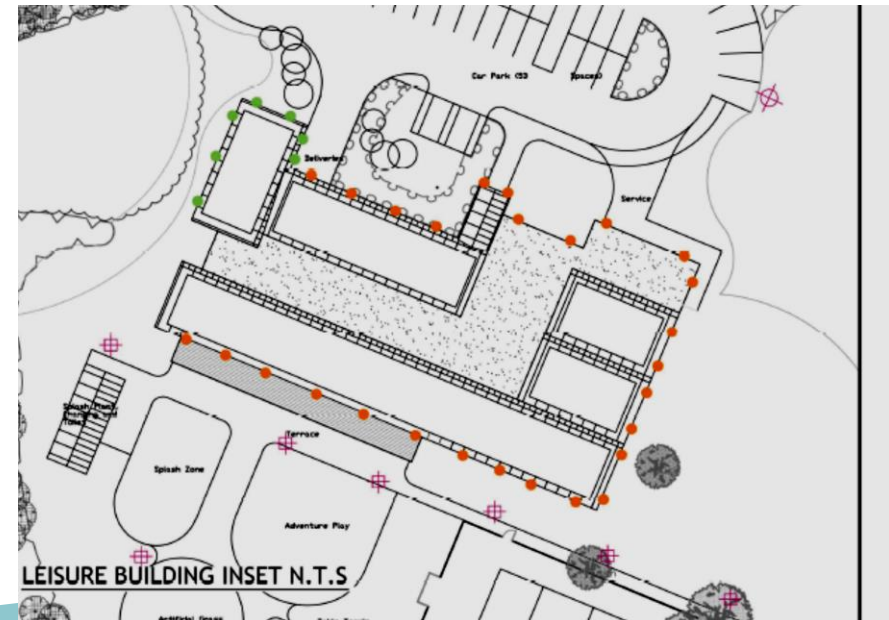 Car Park (53 Spaces)
Deliveries
Service
Terrace
Splash Zone
Adventure Play
LEISURE BUILDING INSET N.T.S